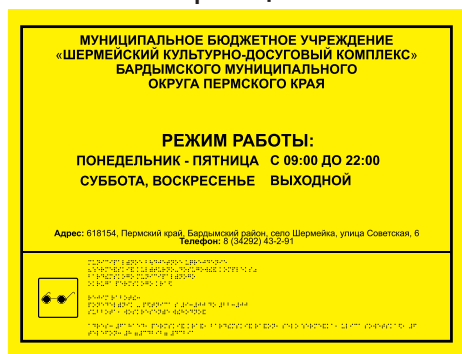 МУНИЦИПАЛЬНОЕ БЮДЖЕТНОЕ УЧРЕЖДЕНИЕ
«ШЕРМЕЙСКИЙ КУЛЬТУРНО-ДОСУГОВЫЙ КОМПЛЕКС»
БАРДЫМСКОГО МУНИЦИПАЛЬНОГО
ОКРУГА ПЕРМСКОГО КРАЯ
РЕЖИМ РАБОТЫ:
ПОНЕДЕЛЬНИК - ПЯТНИЦА С 09:00 ДО 22:00
СУББОТА, ВОСКРЕСЕНЬЕ ВЫХОДНОЙ
Адрес: 618154, Пермский край, Бардымский район, село Шермейка, улица Советская, 6
Телефон: 8 (34292) 43-2-91